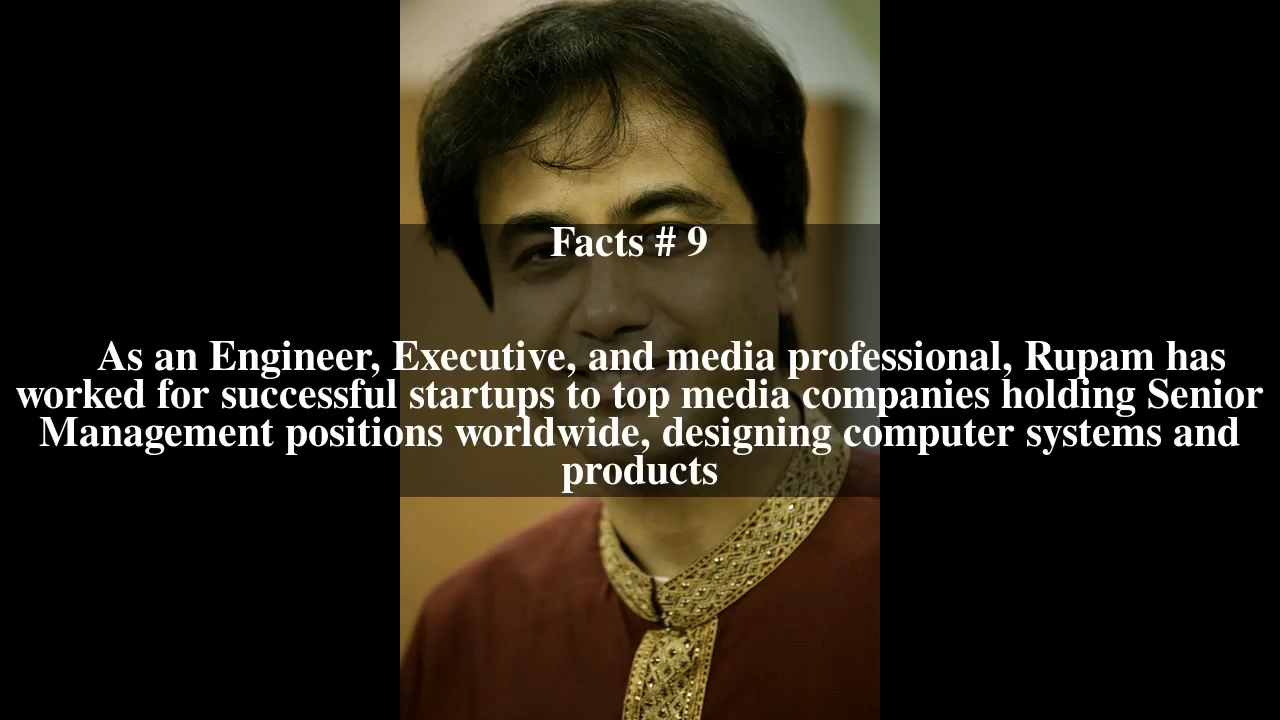 Facts # 9
As an Engineer, Executive, and media professional, Rupam has
worked for successful startups to top media companies holding Senior
Management positions worldwide, designing computer systems and
products